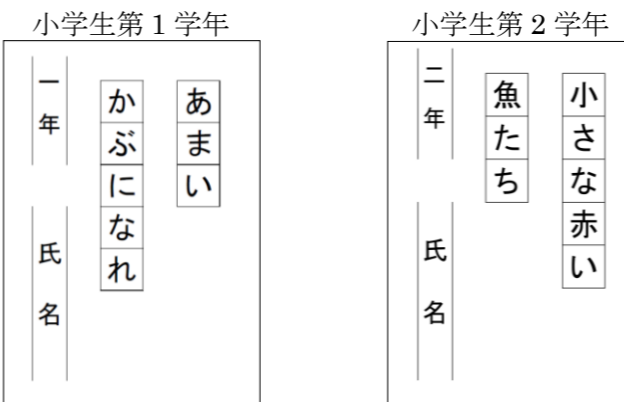 小学生第1学年
あまい
かぶになれ
一年 氏名
小学生第2学年
小さな赤い
魚たち
二年 氏名